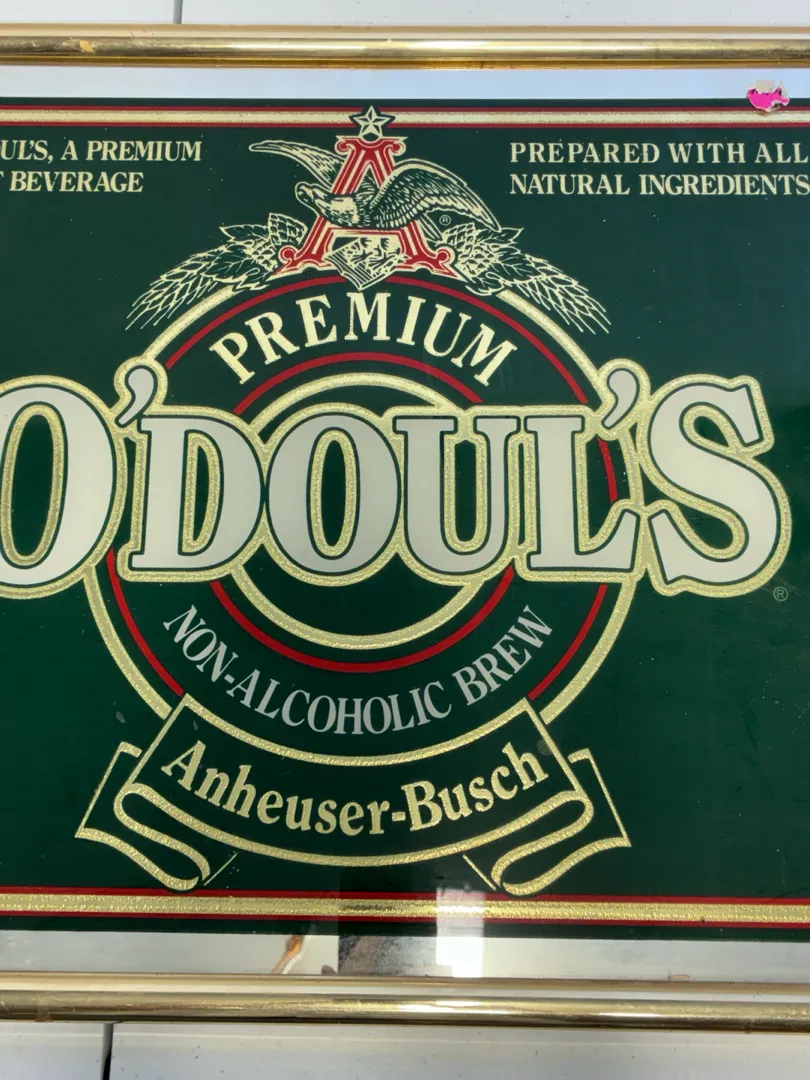 UL'S, A PREMIUM
BEVERAGE
PREPARED WITH ALL
NATURAL INGREDIENTS
A
®
PREMIUM
O'DOUL'S
®
NON-ALCOHOLIC BREW
Anheuser-Busch